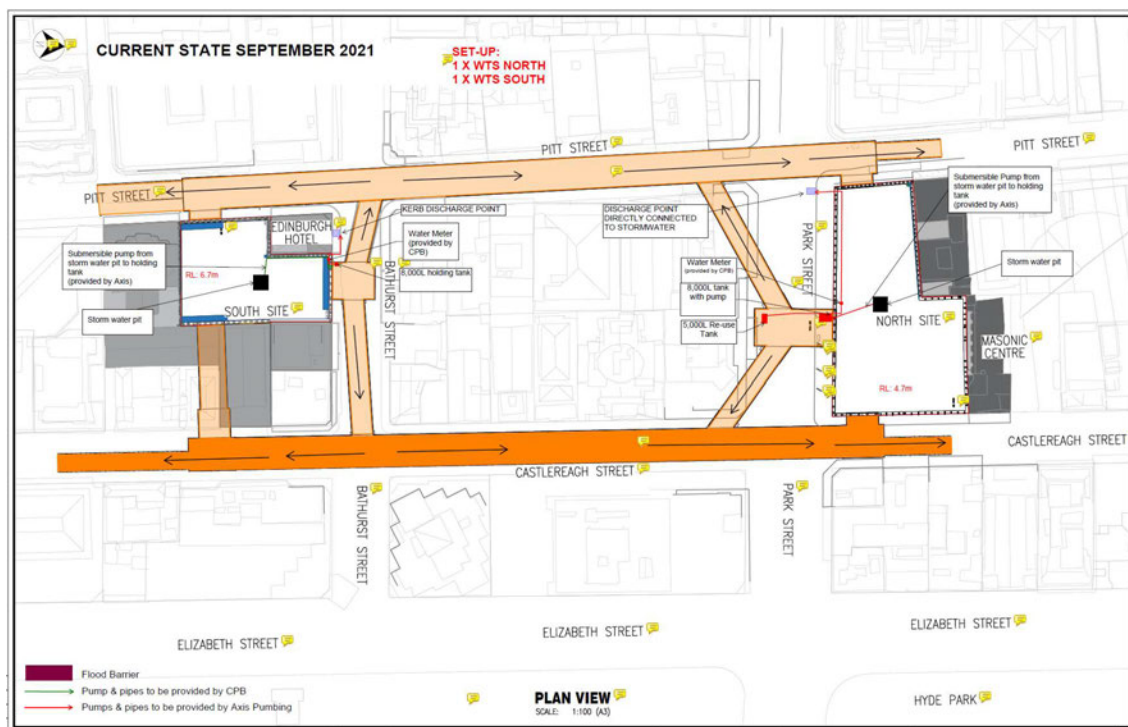 CURRENT STATE SEPTEMBER 2021
SET-UP:
1 X WTS NORTH
1 X WTS SOUTH
PITT STREET
PITT STREET
PITT STREET
Submersible Pump from
storm water pit to holding
tank
(provided by Axis)
KERB DISCHARGE POINT
DISCHARGE POINT
DIRECTLY CONNECTED
TO STORMWATER
EDINBURGH
HOTEL
Water Meter
(provided by
CPB)
PARK STREET
Submersible pump from
storm water pit to holding
tank
(provided by Axis)
RL: 6.7m
8,000L holding tank
BATHURST STREET
Water Meter
(provided by CPB)
8,000L tank
with pump
Storm water pit
Storm water pit
SOUTH SITE
5,000L Re-use
Tank
NORTH SITE
MASONIC
CENTRE
RL: 4.7m
CASTLEREAGH STREET
CASTLEREAGH STREET
BATHURST STREET
PARK STREET
ELIZABETH STREET
ELIZABETH STREET
ELIZABETH STREET
Flood Barrier
Pump & pipes to be provided by CPB
Pumps & pipes to be provided by Axis Pumbing
PLAN VIEW
SCALE: 1:100 (A3)
HYDE PARK